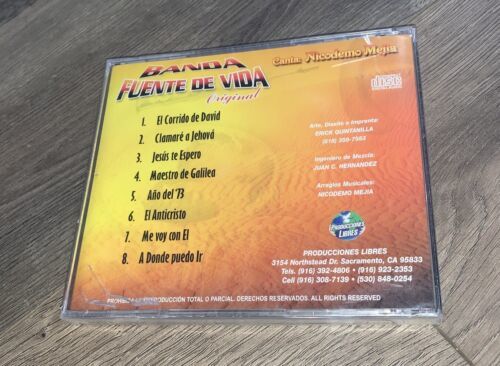 BANDA
FUENTE DE VIDA
Original
Canta: Nicodemo Mejia
disc
1. El Corrido de David
2. Clamaré a Jehová
3. Jesús te Espero
4. Maestro de Galilea
5. Año del '73
6. El Anticristo
7. Me voy con El
8. A Donde puedo Ir
Arte, Diseño e Imprenta:
ERICK QUINTANILLA
Ingeniero de Mezcla:
JUAN C. HERNANDEZ
Arreglos Musicales:
NICODEMO MEJIA
PRODUCCIONES
LIBRES
PRODUCCIONES LIBRES
3154 Northstead Dr. Sacramento, CA 95833
Tels. (916) 392-4806 • (916) 923-2353
Cell (916) 308-7139 • (530) 848-0254
REPRODUCCIÓN TOTAL O PARCIAL. DERECHOS RESERVADOS. ALL RIGHTS RESERVED